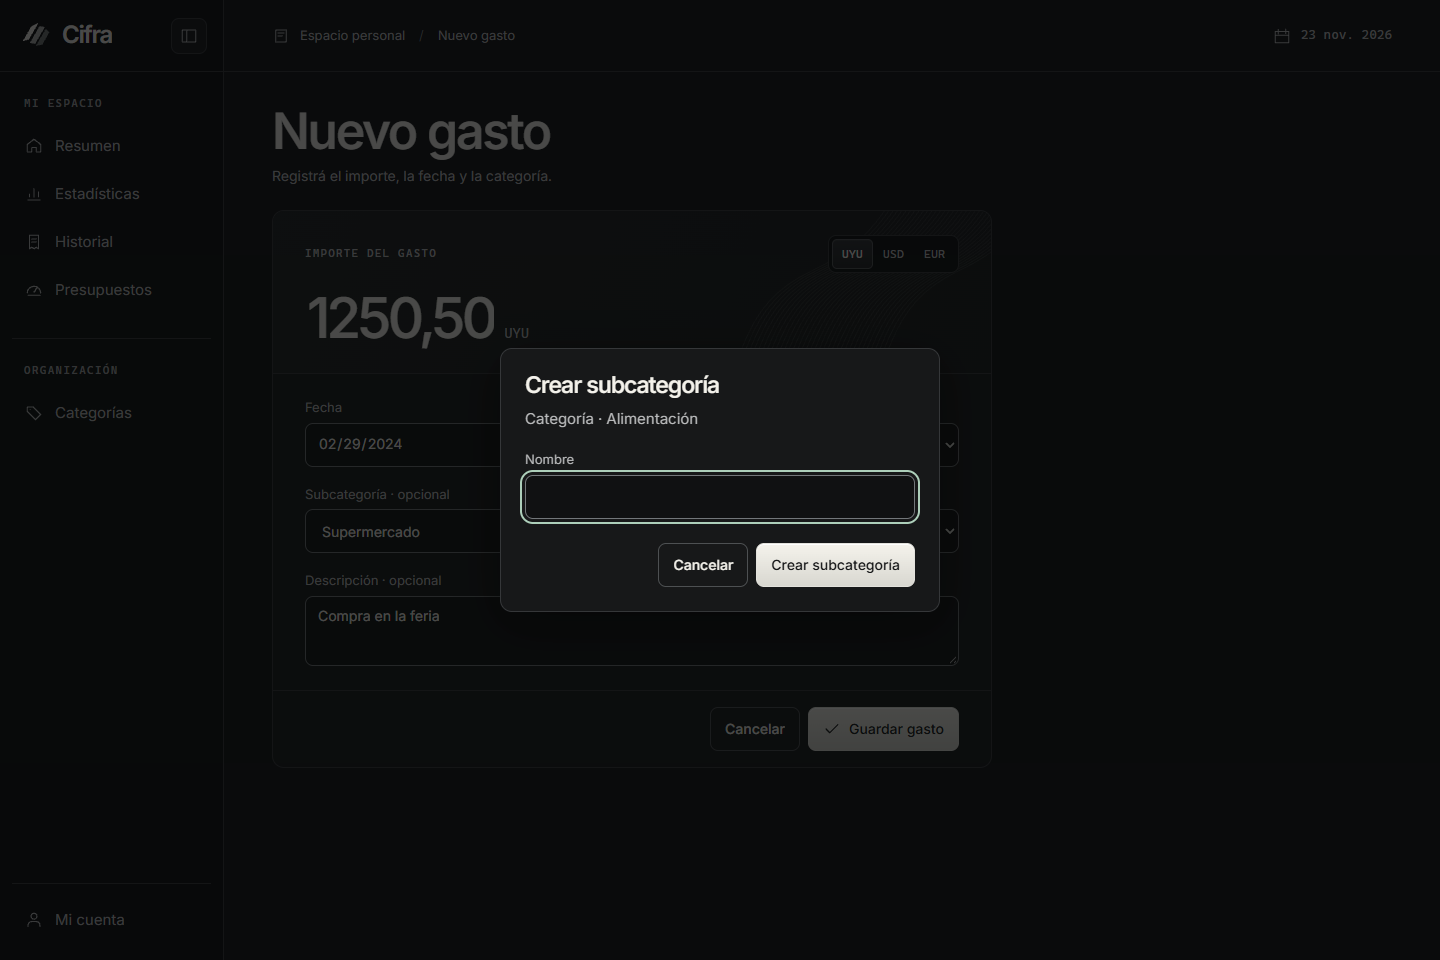 Cifra
Espacio personal / Nuevo gasto
23 nov. 2026
MI ESPACIO
Resumen
Estadísticas
Historial
Presupuestos
ORGANIZACIÓN
Categorías
Mi cuenta
Nuevo gasto
Registrá el importe, la fecha y la categoría.
IMPORTE DEL GASTO
UYU USD EUR
1250,50 UYU
Fecha
02/29/2024
Subcategoría · opcional
Supermercado
Descripción · opcional
Compra en la feria
Cancelar
Guardar gasto
Crear subcategoría
Categoría · Alimentación
Nombre
Cancelar
Crear subcategoría